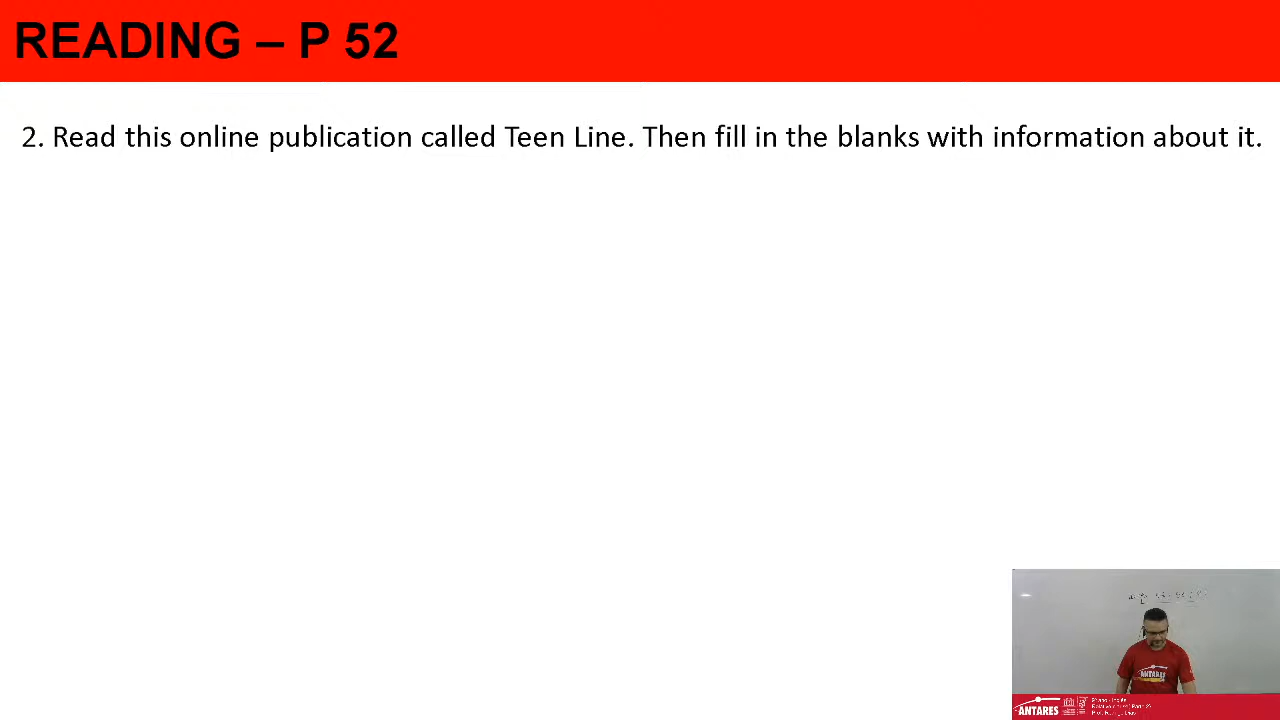 READING – P 52
2. Read this online publication called Teen Line. Then fill in the blanks with information about it.
ANTARES
ANTARES